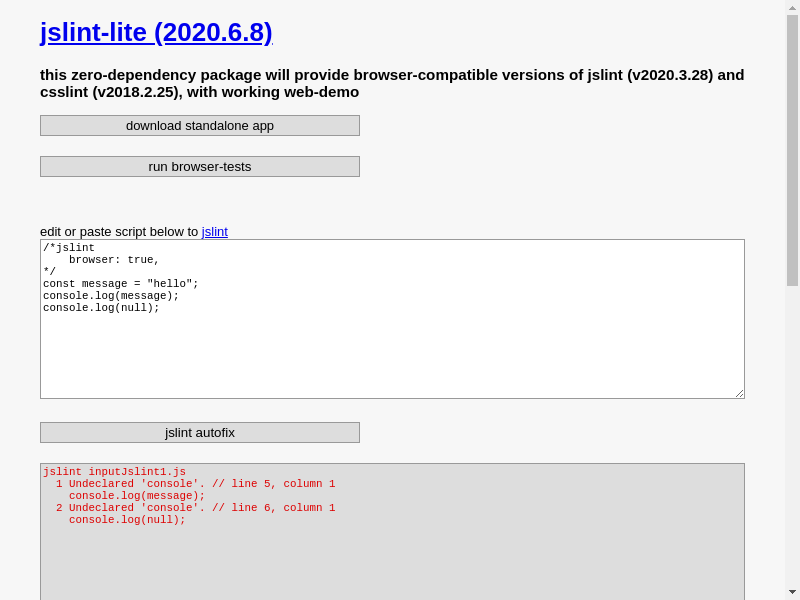 jslint-lite (2020.6.8)
this zero-dependency package will provide browser-compatible versions of jslint (v2020.3.28) and
csslint (v2018.2.25), with working web-demo
download standalone app
run browser-tests
edit or paste script below to jslint
/*jslint
    browser: true,
*/
const message = "hello";
console.log(message);
console.log(null);
jslint autofix
jslint inputJslint1.js
  1 Undeclared 'console'. // line 5, column 1
    console.log(message);
  2 Undeclared 'console'. // line 6, column 1
    console.log(null);